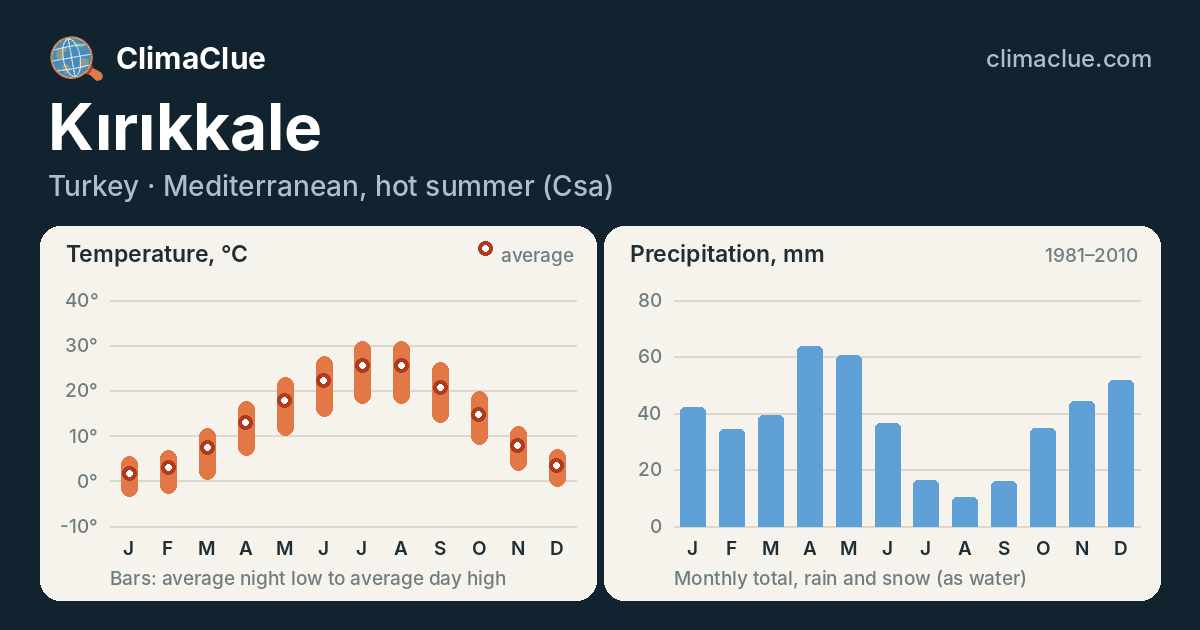 ClimaClue
climaclue.com
Kırıkkale
Turkey · Mediterranean, hot summer (Csa)
Temperature, °C
average
40°
30°
20°
10°
0°
-10°
J F M A M J J A S O N D
Bars: average night low to average day high
Precipitation, mm
1981–2010
80
60
40
20
0
J F M A M J J A S O N D
Monthly total, rain and snow (as water)